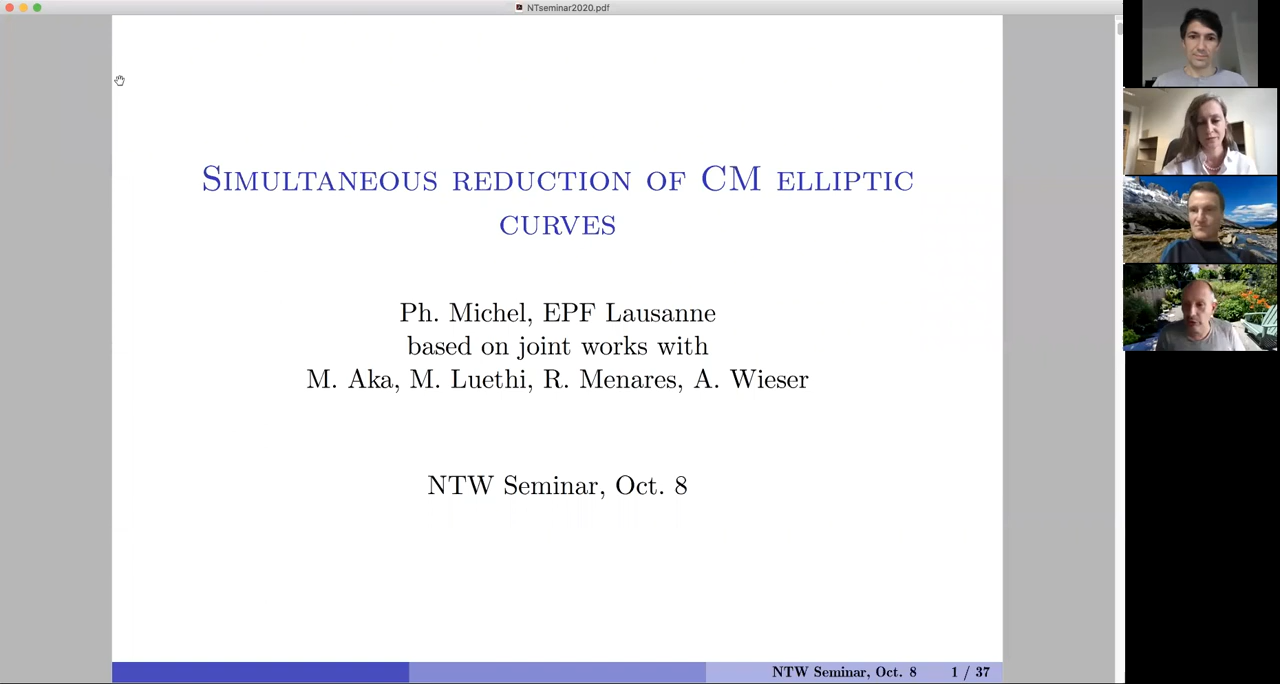 NTseminar2020.pdf
SIMULTANEOUS REDUCTION OF CM ELLIPTIC
CURVES
Ph. Michel, EPF Lausanne
based on joint works with
M. Aka, M. Luethi, R. Menares, A. Wieser
NTW Seminar, Oct. 8
NTW Seminar, Oct. 8 1 / 37